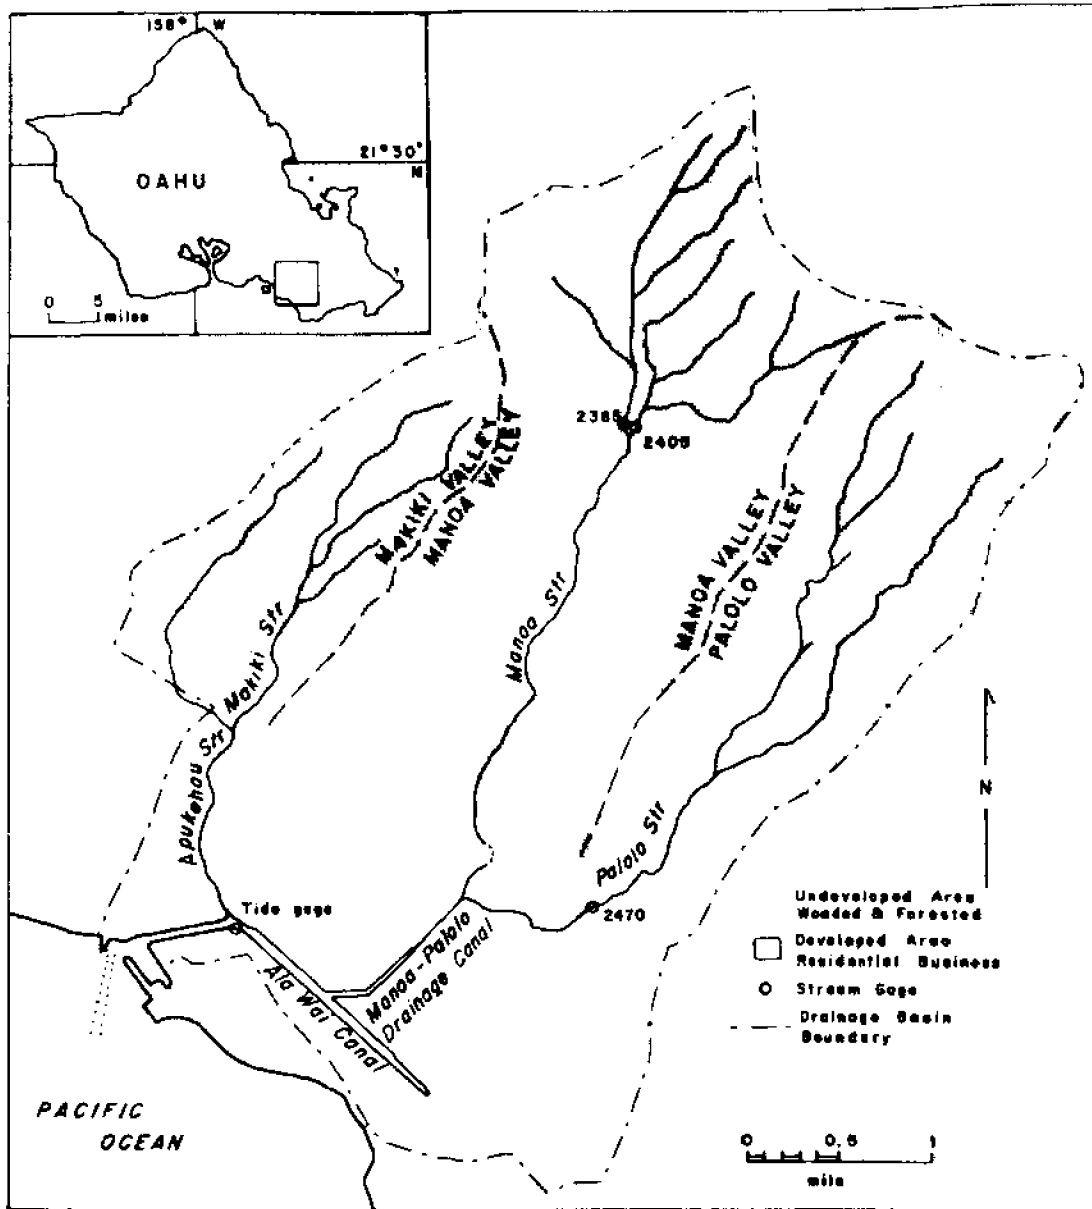 158° W
21°30'
N
OAHU
0 5
miles
2385
2405
MAKIKI VALLEY
MANOA VALLEY
MANOA VALLEY
PALOLO VALLEY
Manoa Str
Makiki Str
Apukehau Str
Palolo Str
N
2470
Tide gage
Manoa-Palolo
Drainage Canal
Ala Wai Canal
Undeveloped Area
Wooded & Forested
Developed Area
Residential Business
Stream Gage
Drainage Basin
Boundary
PACIFIC
OCEAN
0 0.5 1
mile